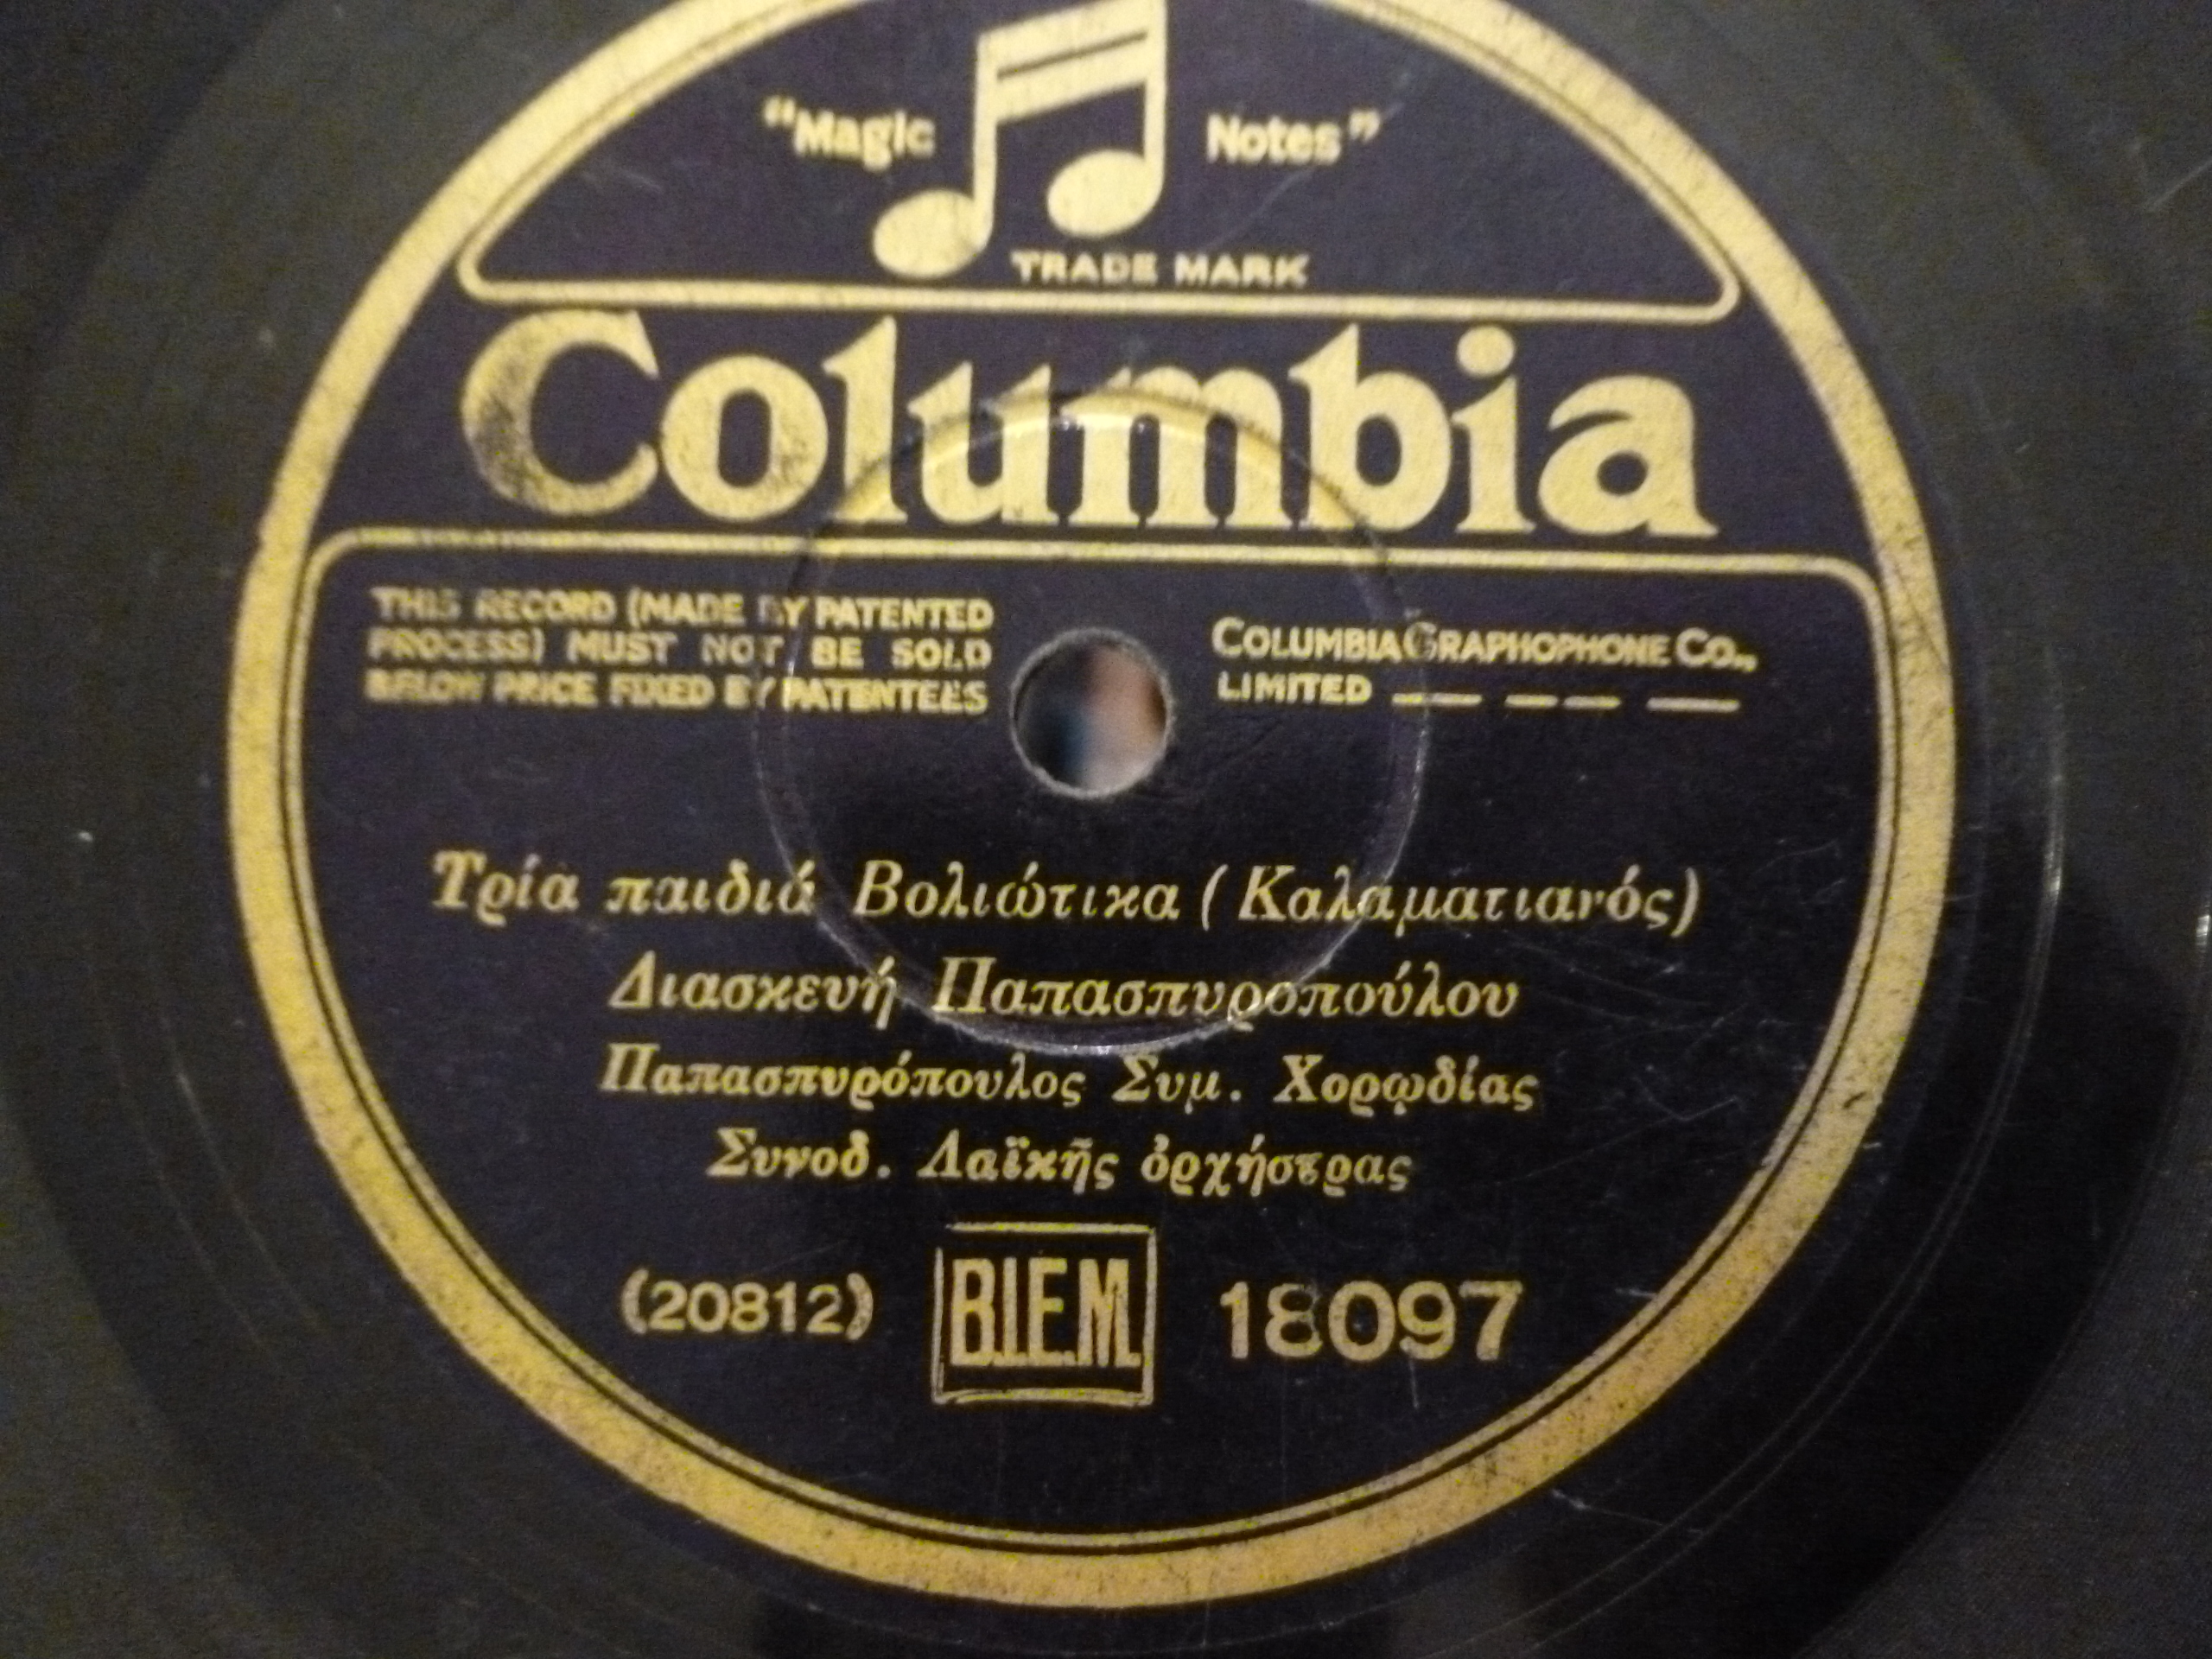 "Magic Notes"
TRADE MARK
Columbia
THIS RECORD (MADE BY PATENTED
PROCESS) MUST NOT BE SOLD
BELOW PRICE FIXED BY PATENTEES
COLUMBIA GRAPHOPHONE CO.,
LIMITED
Τρία παιδιά Βολιώτικα (Καλαματιανός)
Διασκευή Παπασπυροπούλου
Παπασπυρόπουλος Συμ. Χορῳδίας
Συνοδ. Λαϊκῆς ὀρχήστρας
(20812) B.I.E.M. 18097